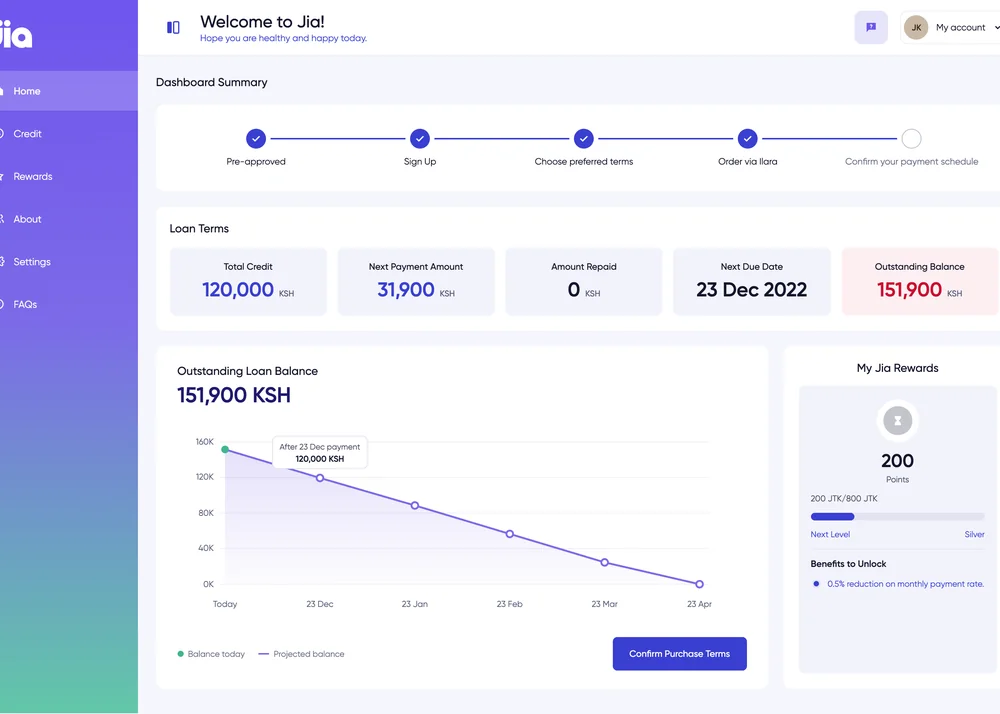 Jia
Welcome to Jia!
Hope you are healthy and happy today.
JK
My account
Home
Credit
Rewards
About
Settings
FAQs
Dashboard Summary
Pre-approved
Sign Up
Choose preferred terms
Order via Ilara
Confirm your payment schedule
Loan Terms
Total Credit
120,000 KSH
Next Payment Amount
31,900 KSH
Amount Repaid
0 KSH
Next Due Date
23 Dec 2022
Outstanding Balance
151,900 KSH
Outstanding Loan Balance
151,900 KSH
160K
120K
80K
40K
0K
After 23 Dec payment
120,000 KSH
Today
23 Dec
23 Jan
23 Feb
23 Mar
23 Apr
Balance today
Projected balance
Confirm Purchase Terms
My Jia Rewards
200
Points
200 JTK/800 JTK
Next Level
Silver
Benefits to Unlock
0.5% reduction on monthly payment rate.